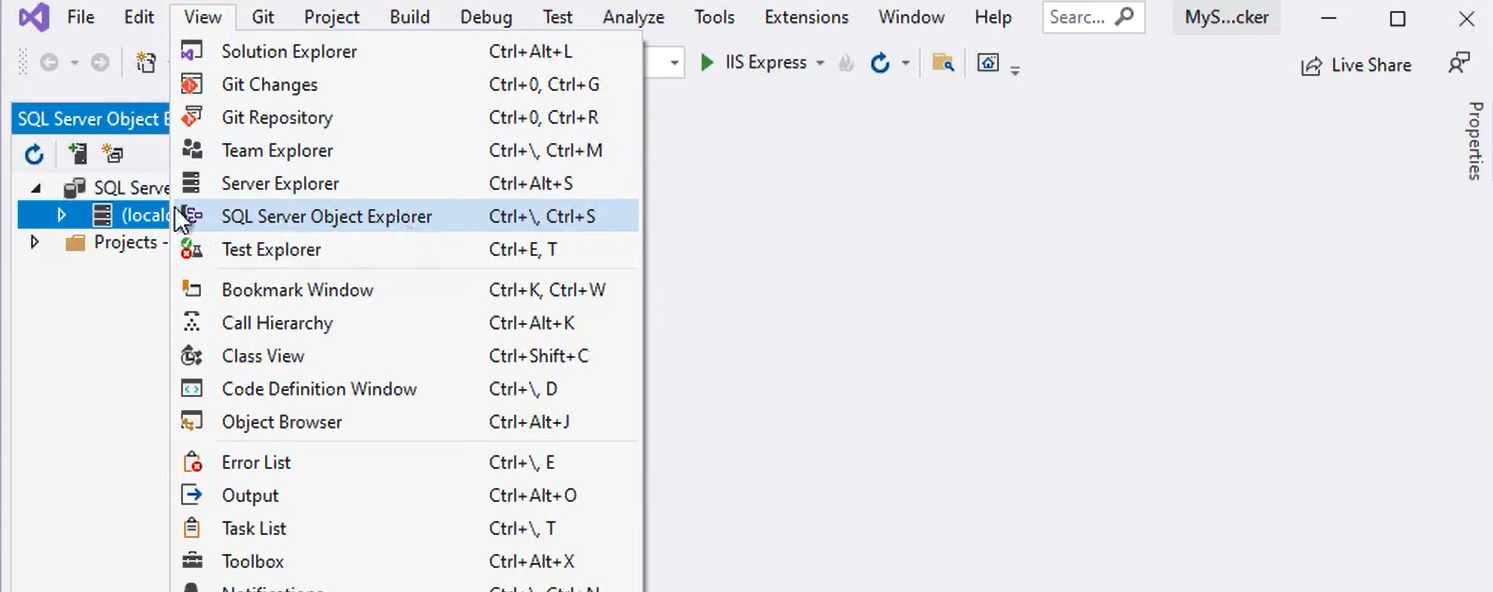 File Edit View Git Project Build Debug Test Analyze Tools Extensions Window Help Searc... MyS...cker
IIS Express Live Share
SQL Server Object
SQL
Projects -
Solution Explorer Ctrl+Alt+L
Git Changes Ctrl+0, Ctrl+G
Git Repository Ctrl+0, Ctrl+R
Team Explorer Ctrl+\, Ctrl+M
Server Explorer Ctrl+Alt+S
SQL Server Object Explorer Ctrl+\, Ctrl+S
Test Explorer Ctrl+E, T
Bookmark Window Ctrl+K, Ctrl+W
Call Hierarchy Ctrl+Alt+K
Class View Ctrl+Shift+C
Code Definition Window Ctrl+\, D
Object Browser Ctrl+Alt+J
Error List Ctrl+\, E
Output Ctrl+Alt+O
Task List Ctrl+\, T
Toolbox Ctrl+Alt+X
Properties